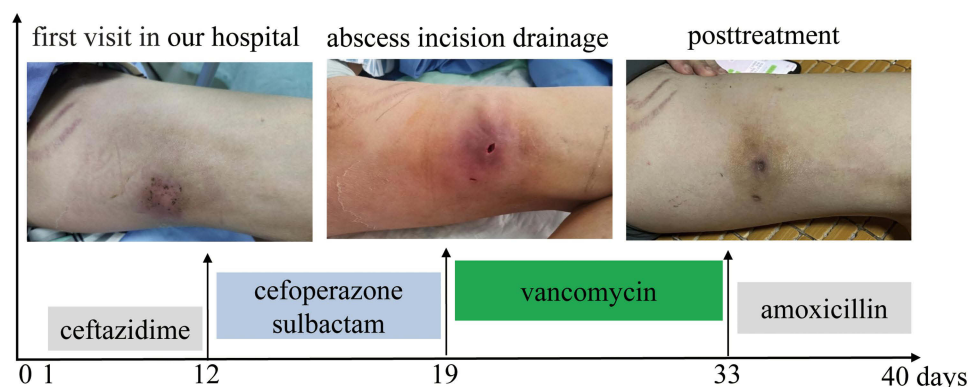 first visit in our hospital
abscess incision drainage
posttreatment
ceftazidime
cefoperazone
sulbactam
vancomycin
amoxicillin
0 1 12 19 33 40 days